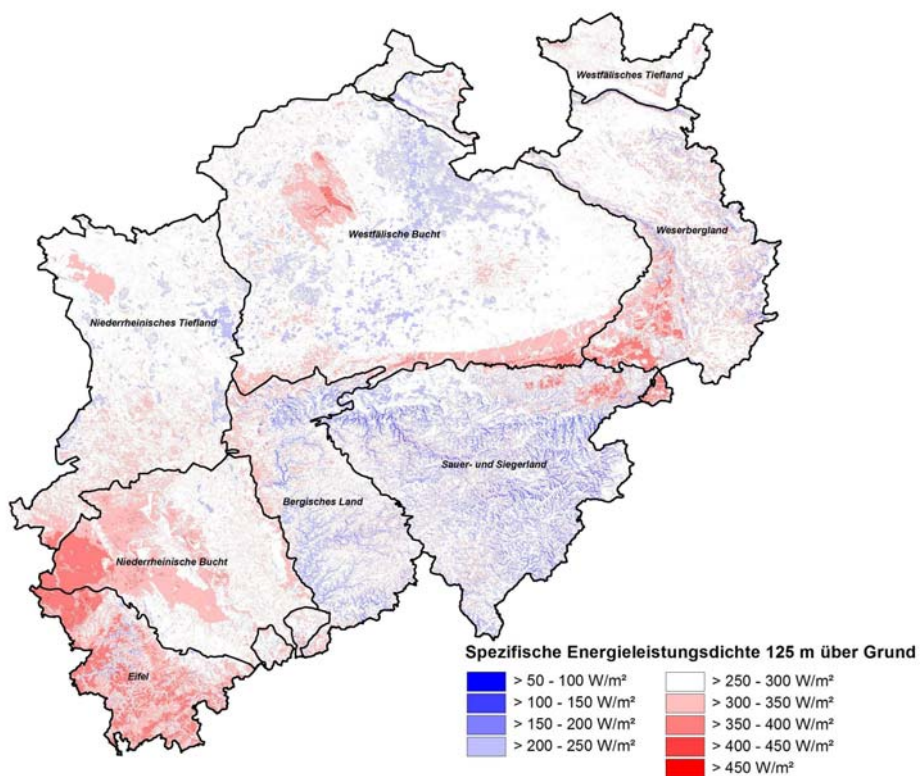 Westfälisches Tiefland
Westfälische Bucht
Weserbergland
Niederrheinisches Tiefland
Sauer- und Siegerland
Bergisches Land
Niederrheinische Bucht
Eifel
Spezifische Energieleistungsdichte 125 m über Grund
> 50 - 100 W/m²
> 100 - 150 W/m²
> 150 - 200 W/m²
> 200 - 250 W/m²
> 250 - 300 W/m²
> 300 - 350 W/m²
> 350 - 400 W/m²
> 400 - 450 W/m²
> 450 W/m²